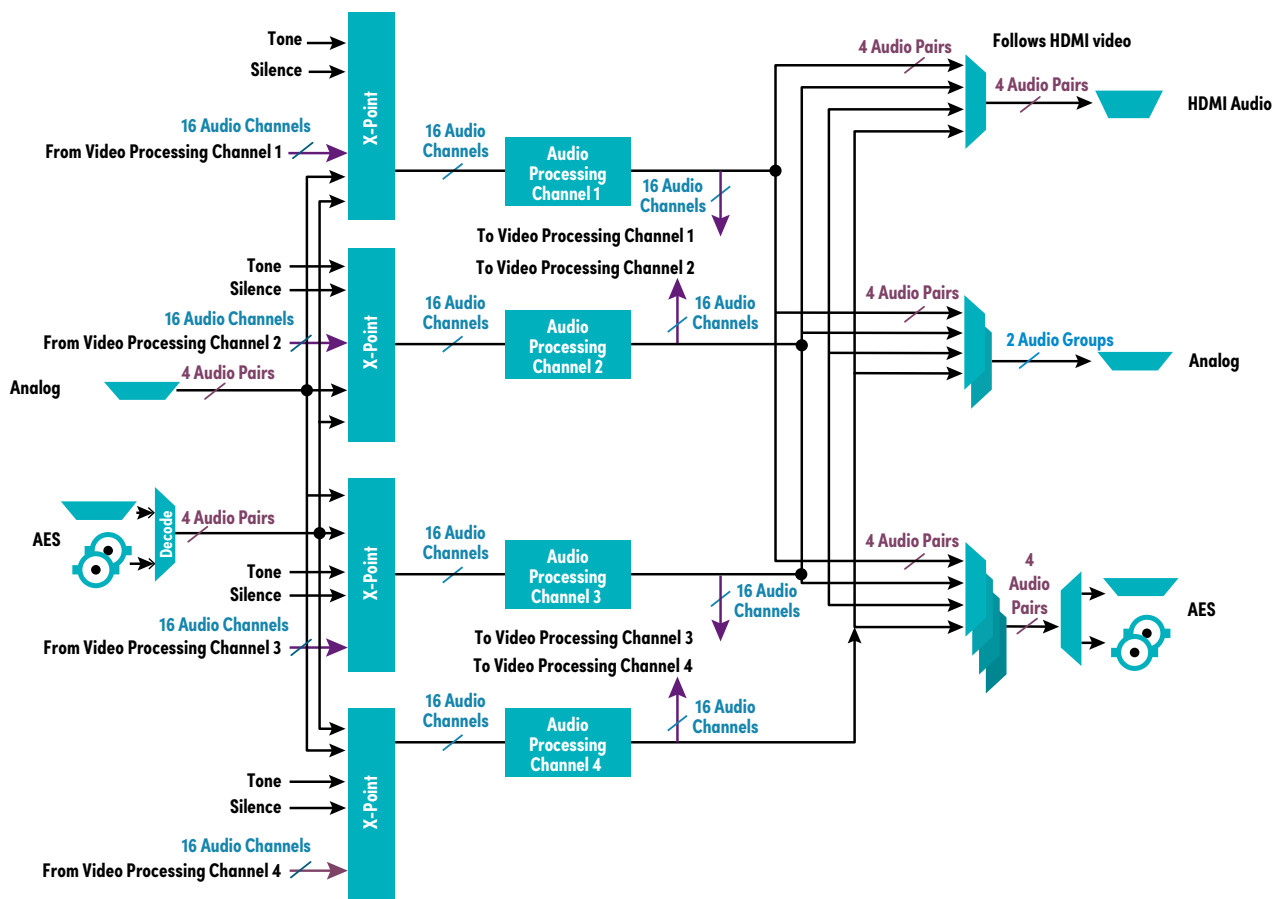 Tone
Silence
16 Audio Channels
From Video Processing Channel 1
X-Point
16 Audio
Channels
Audio
Processing
Channel 1
16 Audio
Channels
To Video Processing Channel 1
4 Audio Pairs
Follows HDMI video
4 Audio Pairs
HDMI Audio
Tone
Silence
16 Audio Channels
From Video Processing Channel 2
X-Point
16 Audio
Channels
Audio
Processing
Channel 2
To Video Processing Channel 2
16 Audio
Channels
Analog
4 Audio Pairs
4 Audio Pairs
2 Audio Groups
Analog
AES
Decode
4 Audio Pairs
Tone
Silence
16 Audio Channels
From Video Processing Channel 3
X-Point
16 Audio
Channels
Audio
Processing
Channel 3
16 Audio
Channels
To Video Processing Channel 3
4 Audio Pairs
4
Audio
Pairs
AES
Tone
Silence
16 Audio Channels
From Video Processing Channel 4
X-Point
16 Audio
Channels
Audio
Processing
Channel 4
To Video Processing Channel 4
16 Audio
Channels